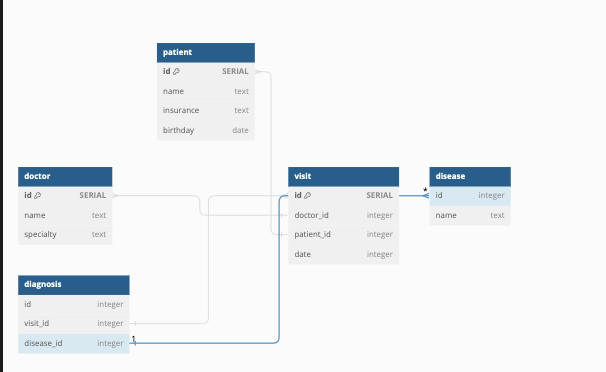 patient
id SERIAL
name text
insurance text
birthday date
doctor
id SERIAL
name text
specialty text
visit
id SERIAL
doctor_id integer
patient_id integer
date integer
disease
*
id integer
name text
diagnosis
id integer
visit_id integer
disease_id integer
1